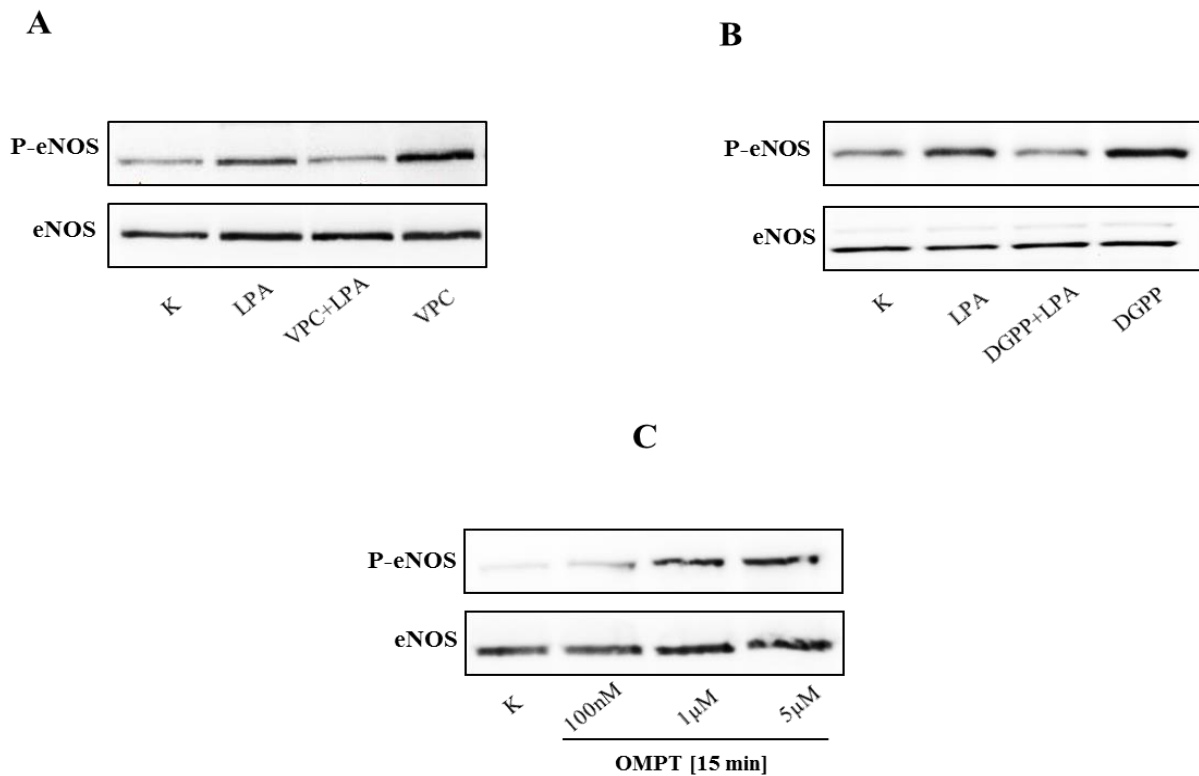 A
P-eNOS
eNOS
K LPA VPC+LPA VPC
B
P-eNOS
eNOS
K LPA DGPP+LPA DGPP
C
P-eNOS
eNOS
K 100nM 1μM 5μM
OMPT [15 min]